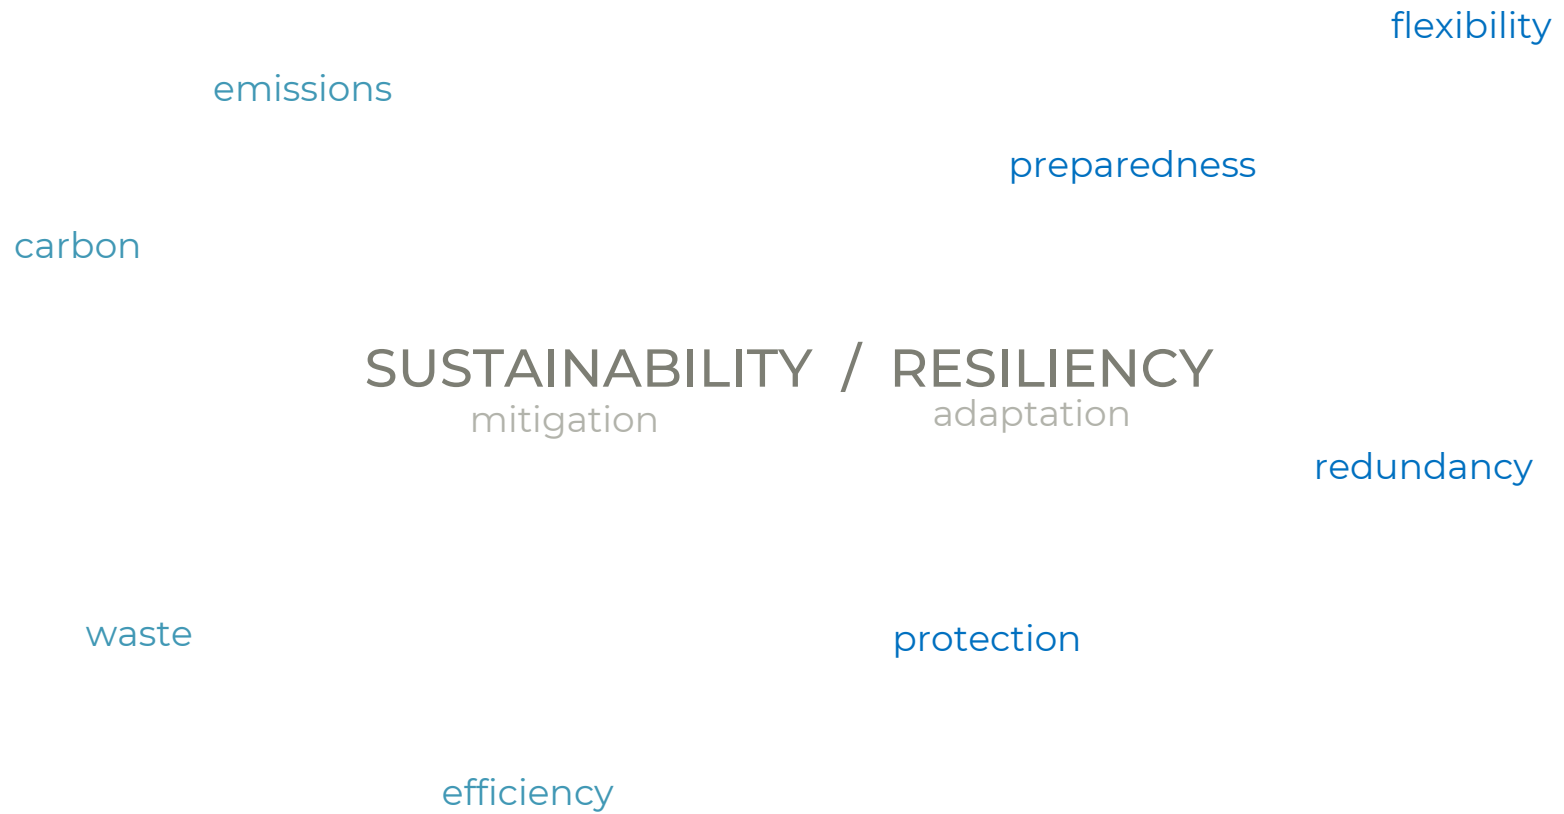 flexibility
emissions
preparedness
carbon
SUSTAINABILITY / RESILIENCY
mitigation
adaptation
redundancy
waste
protection
efficiency